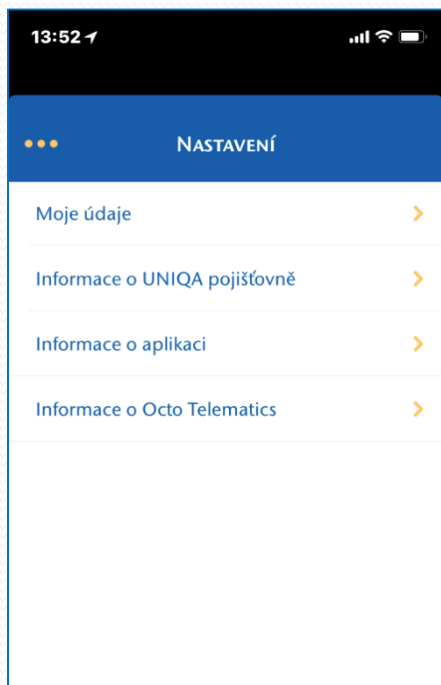 13:52
Nastavení
Moje údaje
Informace o UNIQA pojišťovně
Informace o aplikaci
Informace o Octo Telematics